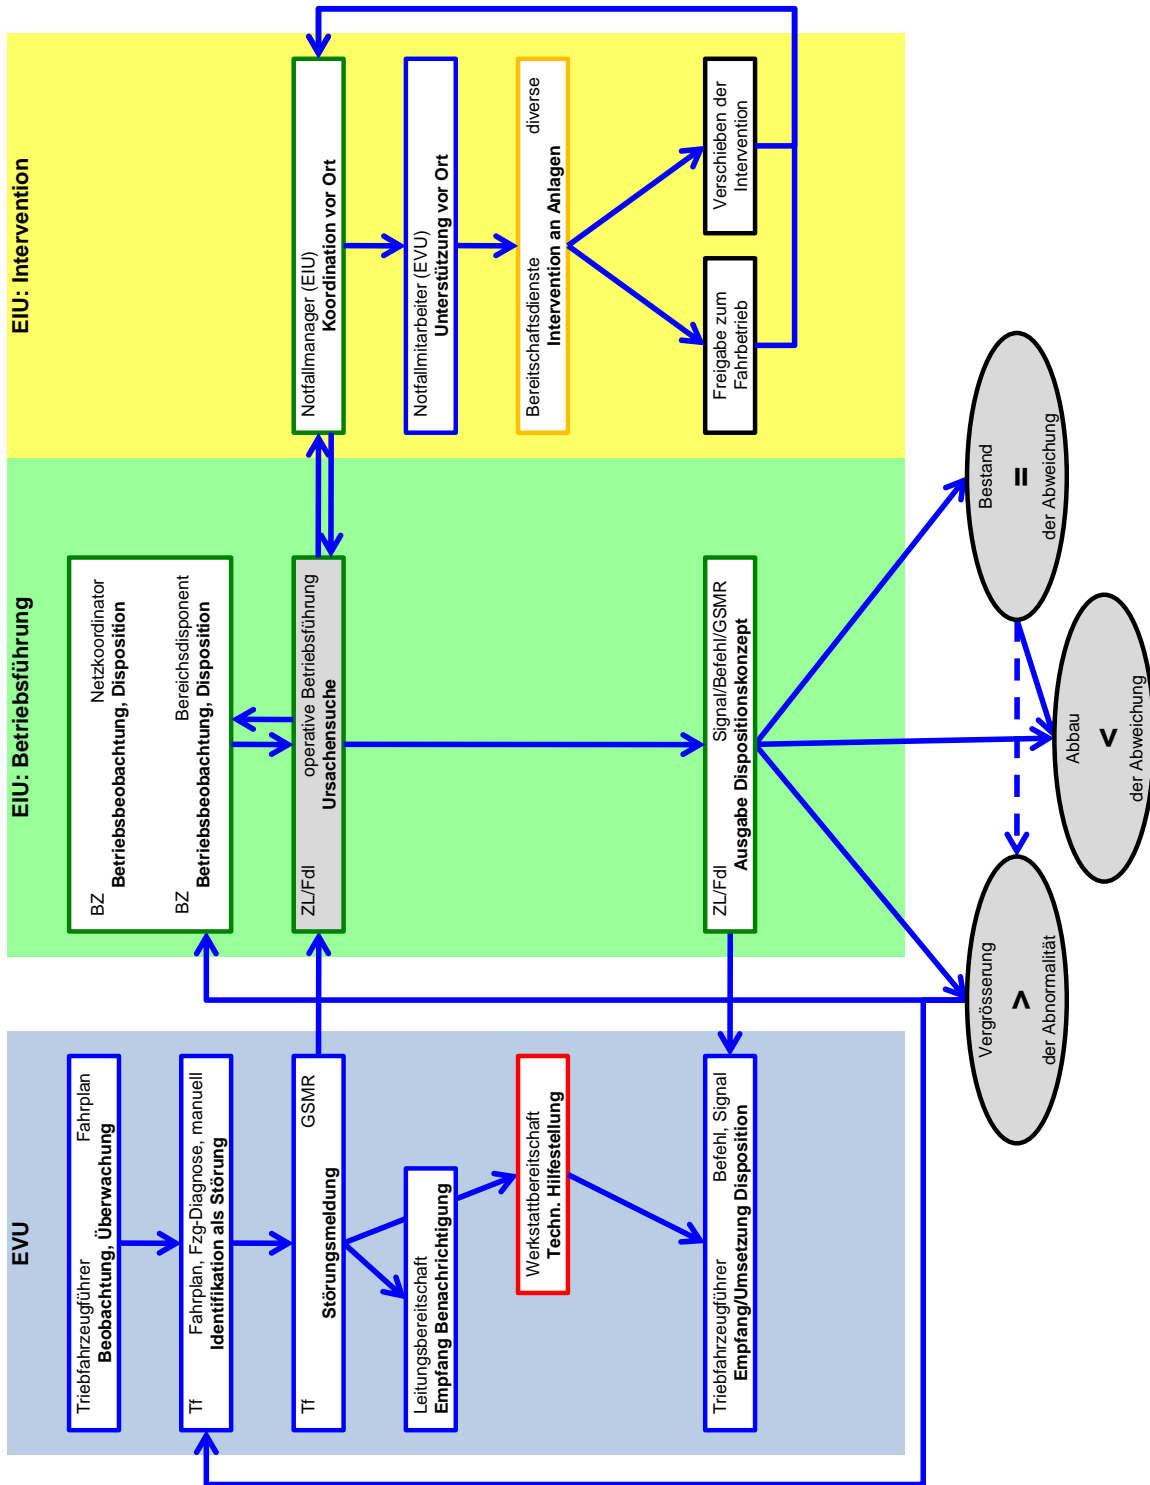 EVU
Triebfahrzeugführer Fahrplan
Beobachtung, Überwachung
Tf Fahrplan, Fzg-Diagnose, manuell
Identifikation als Störung
Tf GSMR
Störungsmeldung
Leitungsbereitschaft
Empfang Benachrichtigung
Werkstattbereitschaft
Techn. Hilfestellung
Triebfahrzeugführer Befehl, Signal
Empfang/Umsetzung Disposition
EIU: Betriebsführung
BZ Netzkoordinator
Betriebsbeobachtung, Disposition
BZ Bereichsdisponent
Betriebsbeobachtung, Disposition
ZL/Fdl operative Betriebsführung
Ursachensuche
ZL/Fdl Signal/Befehl/GSMR
Ausgabe Dispositionskonzept
EIU: Intervention
Notfallmanager (EIU)
Koordination vor Ort
Notfallmitarbeiter (EVU)
Unterstützung vor Ort
Bereitschaftsdienste diverse
Intervention an Anlagen
Freigabe zum
Fahrbetrieb
Verschieben der
Intervention
Vergrösserung
>
der Abnormalität
Abbau
<
der Abweichung
Bestand
=
der Abweichung